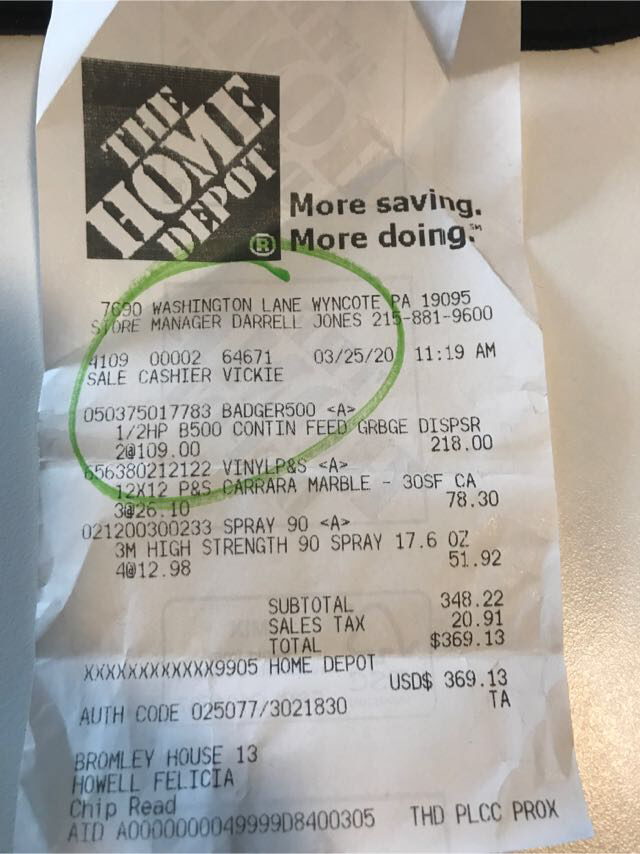 THE
HOME
DEPOT
®
More saving.
More doing.℠
7690 WASHINGTON LANE WYNCOTE PA 19095
STORE MANAGER DARRELL JONES 215-881-9600
4109 00002 64671 03/25/20 11:19 AM
SALE CASHIER VICKIE
050375017783 BADGER500 <A>
1/2HP B500 CONTIN FEED GRBGE DISPSR
2@109.00 218.00
656380212122 VINYLP&S <A>
12X12 P&S CARRARA MARBLE - 30SF CA
3@26.10 78.30
021200300233 SPRAY 90 <A>
3M HIGH STRENGTH 90 SPRAY 17.6 OZ
4@12.98 51.92
SUBTOTAL 348.22
SALES TAX 20.91
TOTAL $369.13
XXXXXXXXXXXX9905 HOME DEPOT
USD$ 369.13
AUTH CODE 025077/3021830 TA
BROMLEY HOUSE 13
HOWELL FELICIA
Chip Read
AID A0000000049999D8400305 THD PLCC PROX